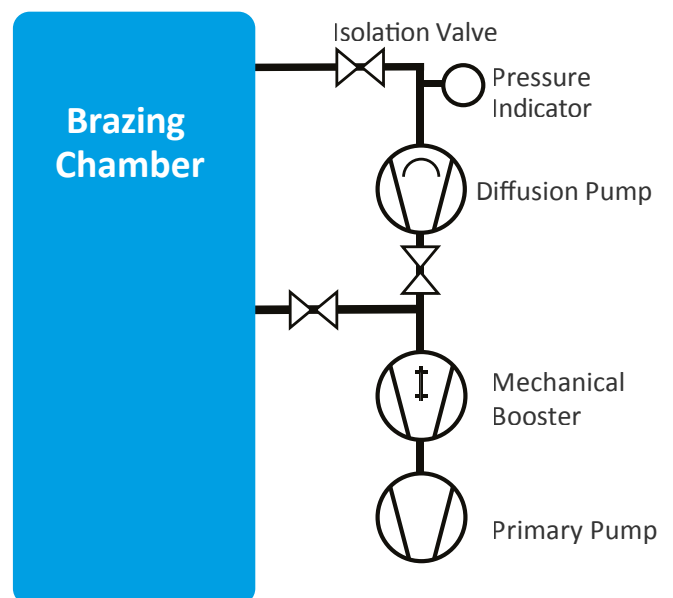 Isolation Valve
Pressure
Indicator
Brazing
Chamber
Diffusion Pump
Mechanical
Booster
Primary Pump